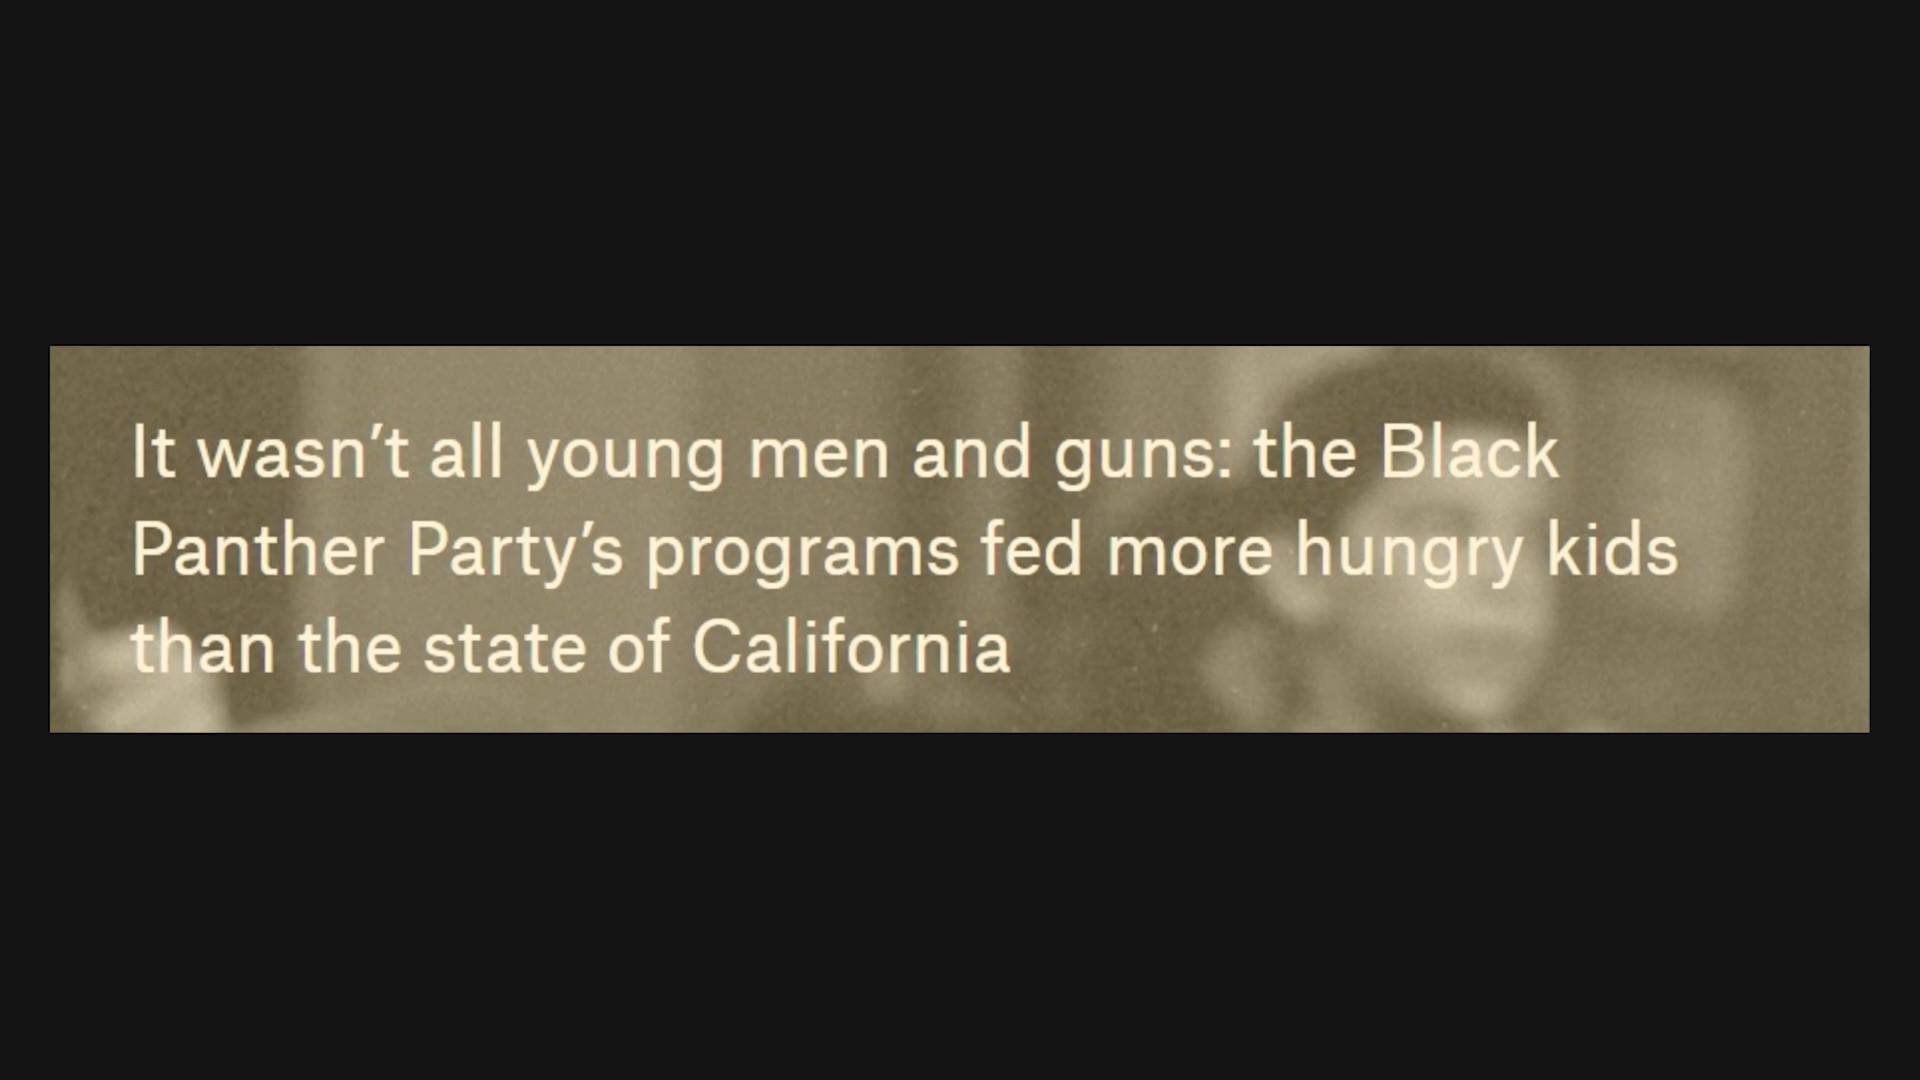 It wasn’t all young men and guns: the Black
Panther Party’s programs fed more hungry kids
than the state of California